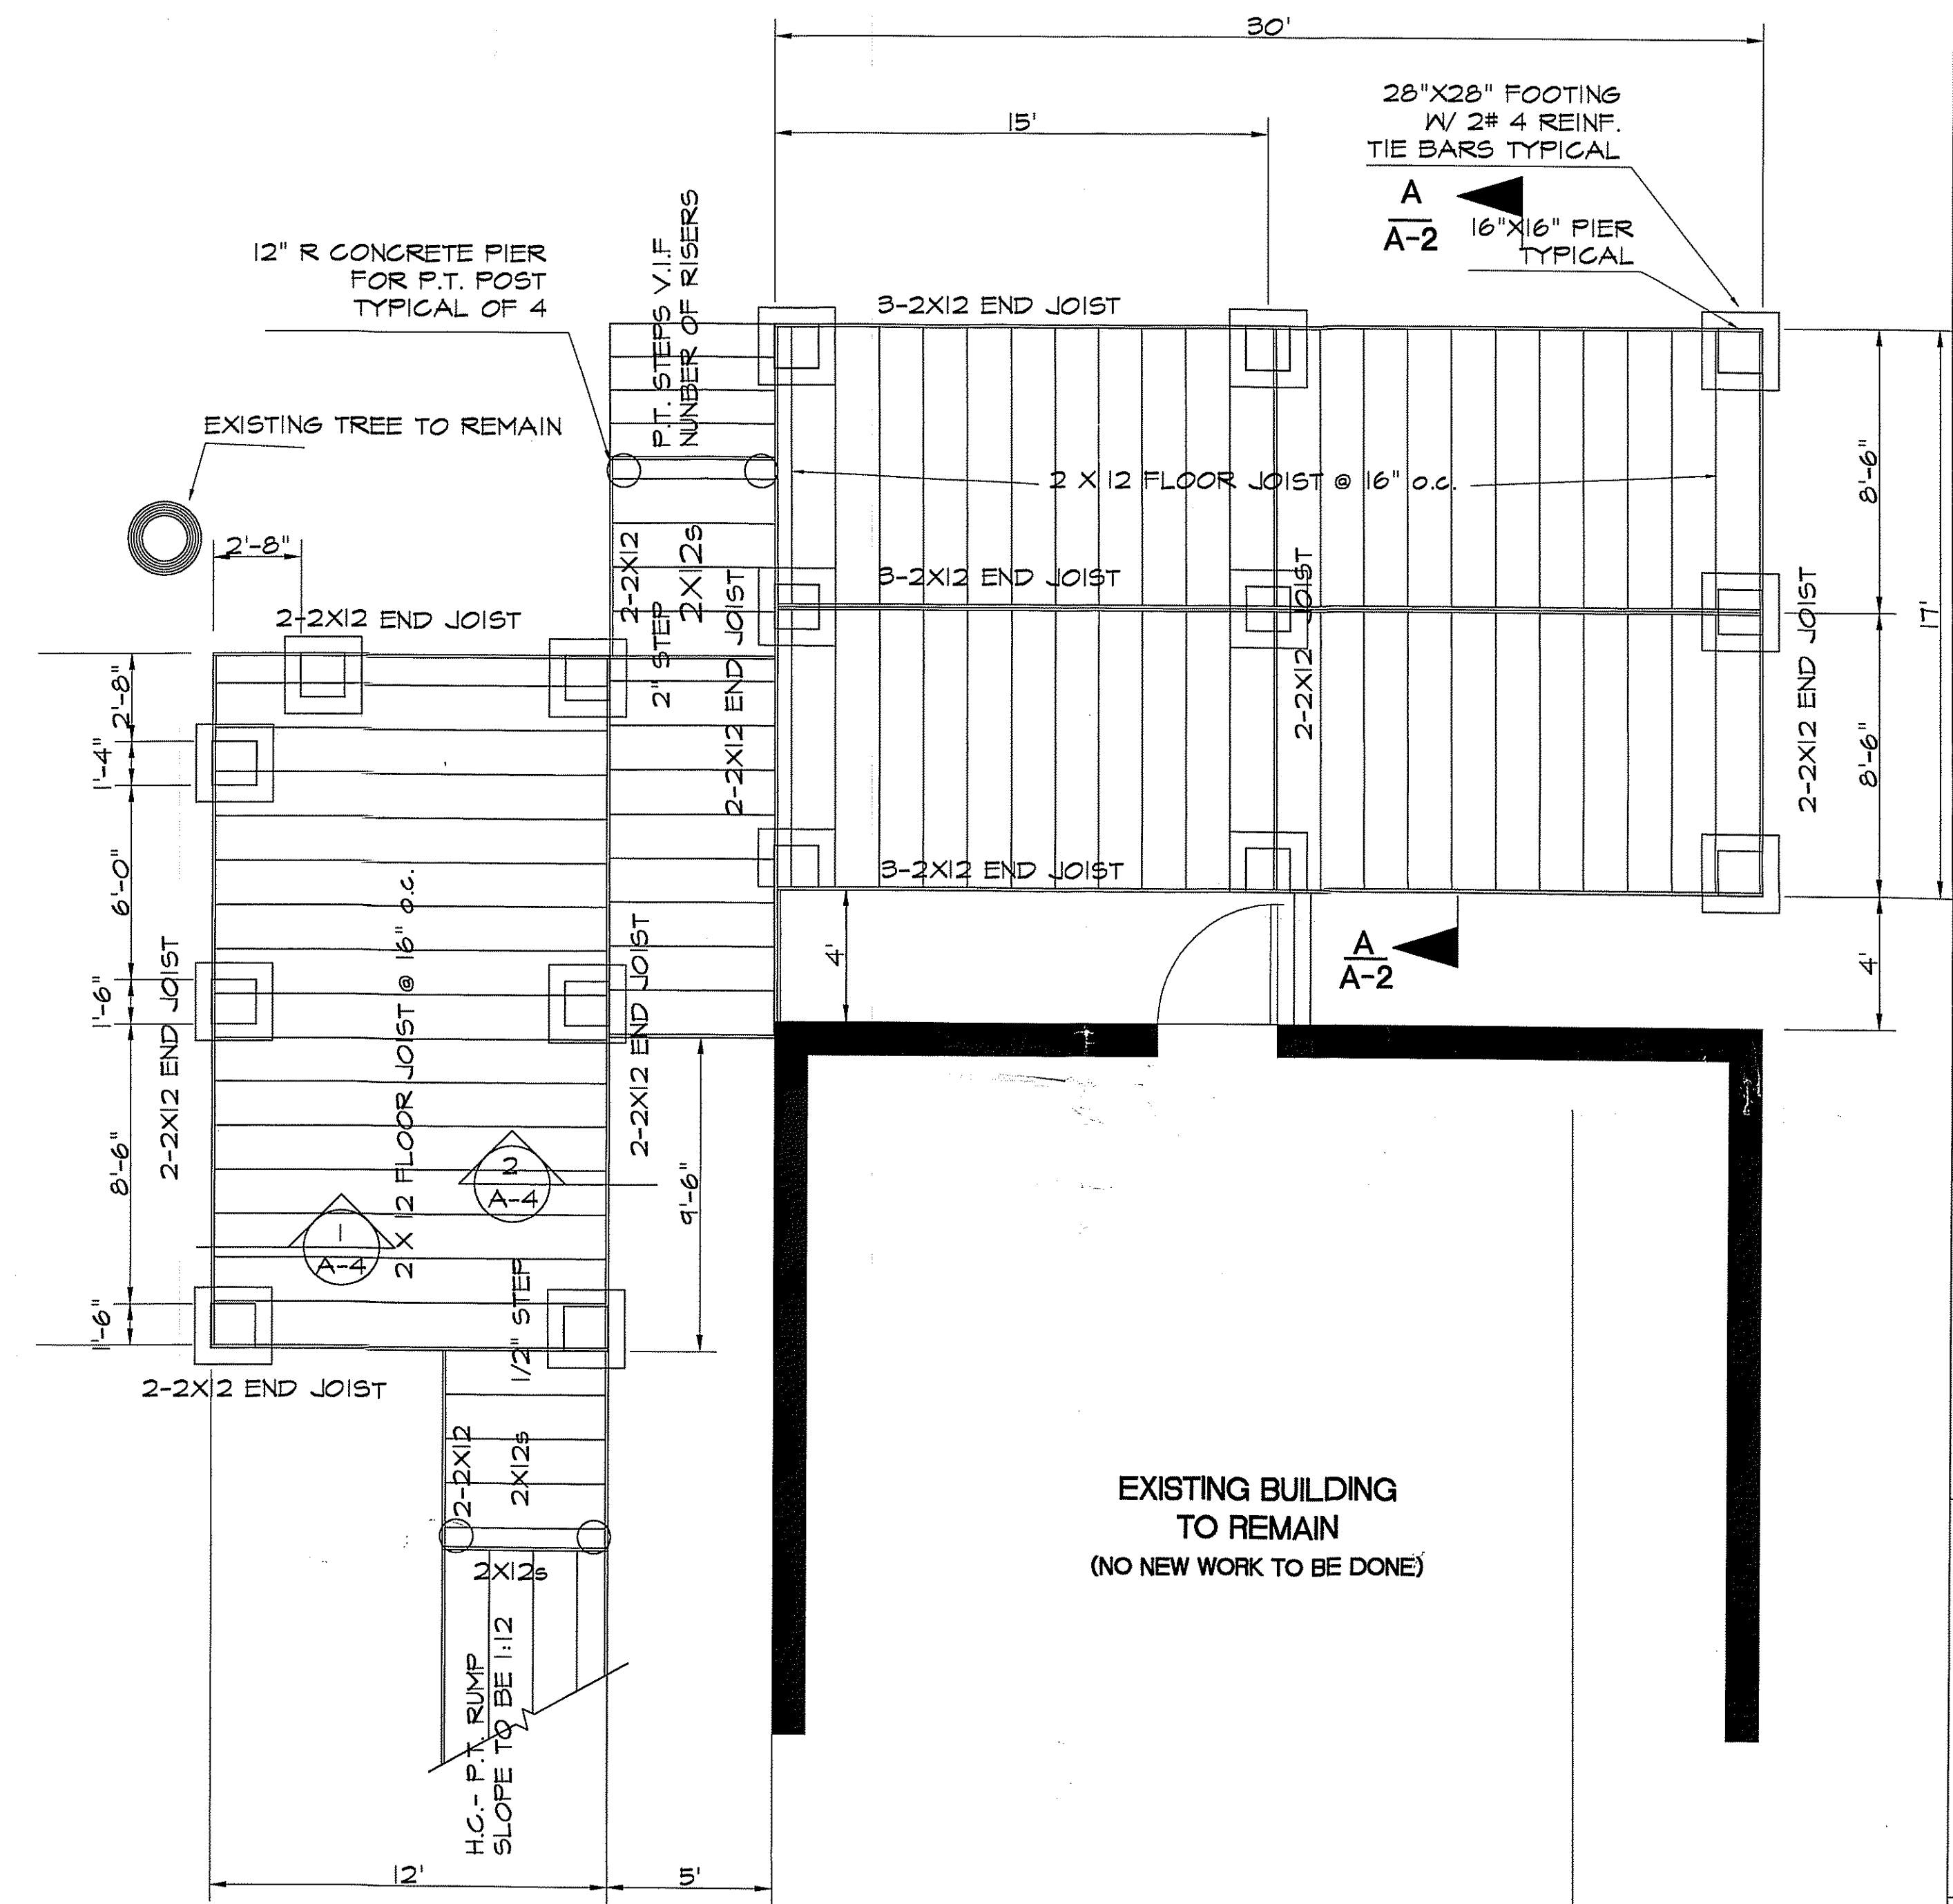 30'
15'
28"X28" FOOTING
W/ 2# 4 REINF.
TIE BARS TYPICAL
A
A-2
16"X16" PIER
TYPICAL
12" R CONCRETE PIER
FOR P.T. POST
TYPICAL OF 4
P.T. STEPS V.I.F
NUNBER OF RISERS
3-2X12 END JOIST
EXISTING TREE TO REMAIN
2 X 12 FLOOR JOIST @ 16" o.c.
8'-6"
17'
2'-8"
2-2X12
2X12s
2" STEP
2-2X12 END JOIST
3-2X12 END JOIST
2-2X12 JOIST
2-2X12 END JOIST
2-2X12 END JOIST
2'-8"
1'-4"
6'-0"
1'-6"
8'-6"
1'-6"
8'-6"
3-2X12 END JOIST
4'
A
A-2
4'
2-2X12 END JOIST
2 X 12 FLOOR JOIST @ 16" o.c.
2-2X12 END JOIST
2
A-4
1
A-4
9'-6"
1/2" STEP
2-2X12 END JOIST
2-2X12
2X12s
2X12s
H.C.- P.T. RUMP
SLOPE TO BE 1:12
EXISTING BUILDING
TO REMAIN
(NO NEW WORK TO BE DONE)
12'
5'